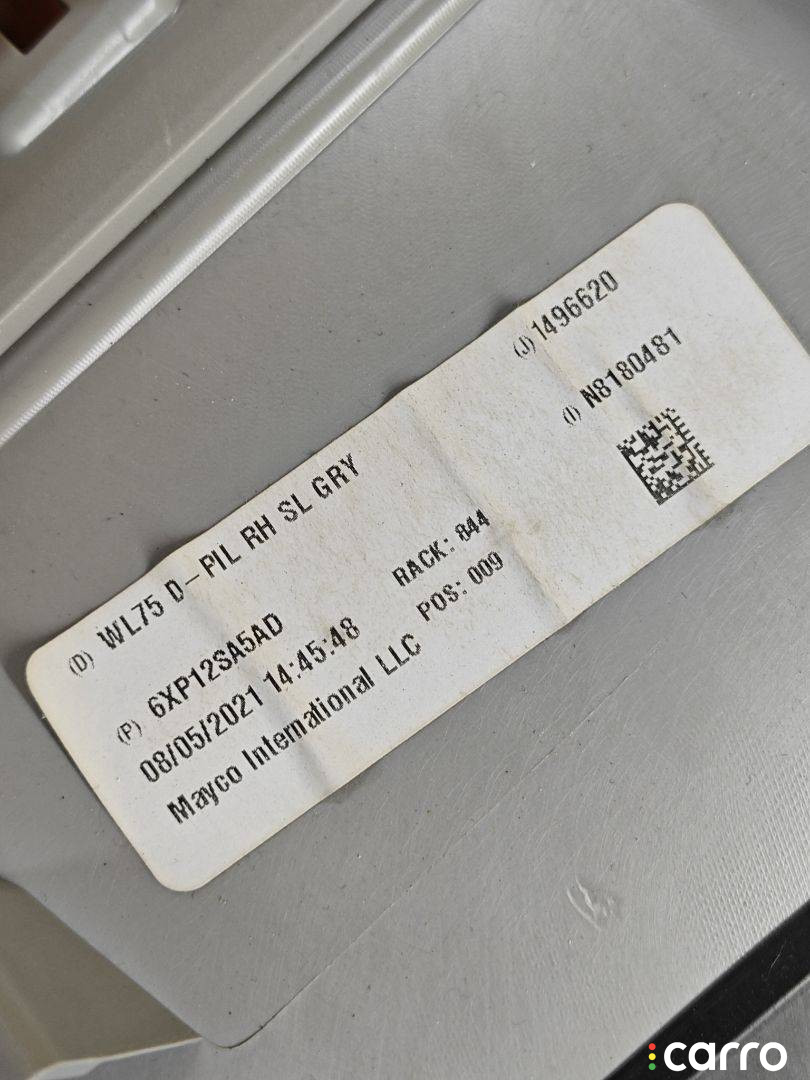 (D) WL75 D-PIL RH SL GRY
(J) 1496620
(P) 6XP12SA5AD
RACK: 844
(I) N8180481
08/05/2021 14:45:48
POS: 009
Mayco International LLC
carro